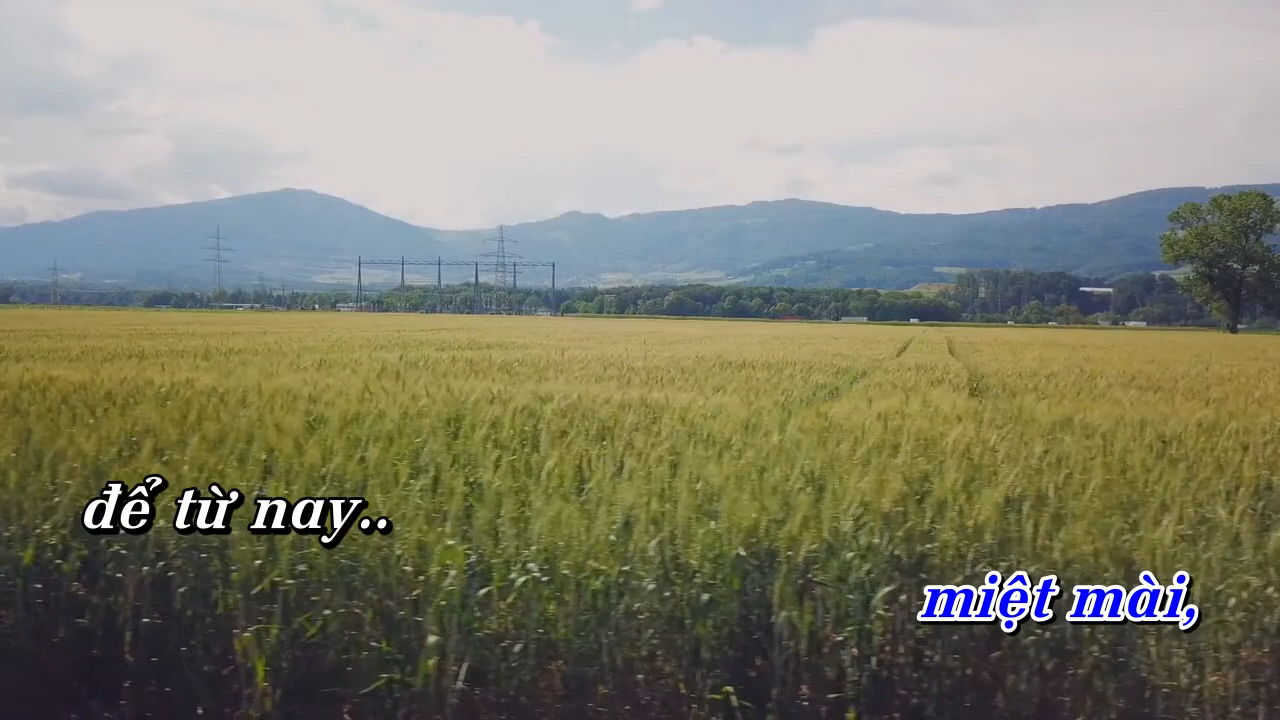 để từ nay..
miệt mài,